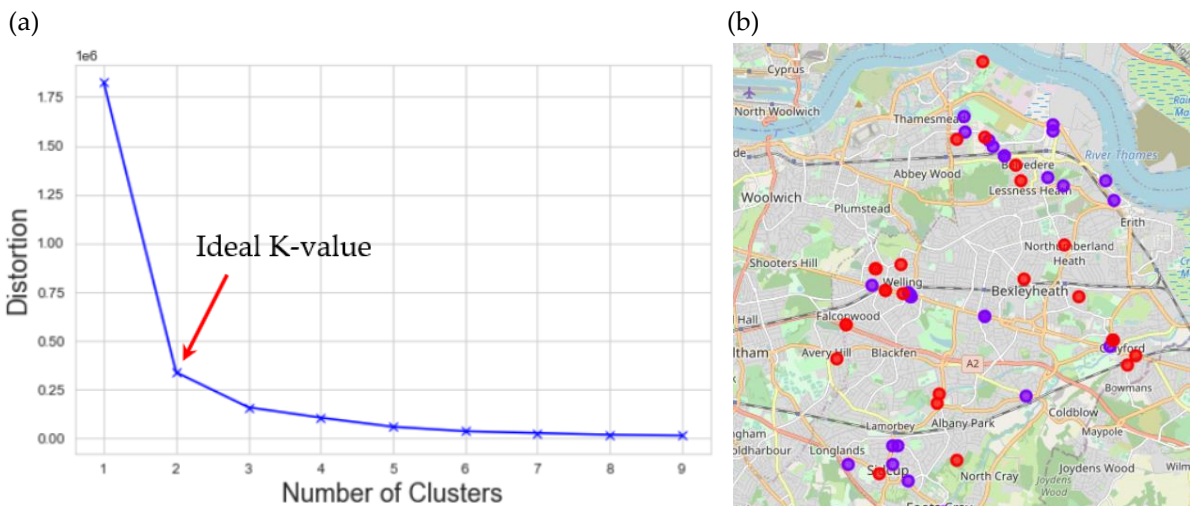 (a)
1e6
1.75
1.50
1.25
1.00
0.75
0.50
0.25
0.00
Distortion
Ideal K-value
1
2
3
4
5
6
7
8
9
Number of Clusters
(b)
Cyprus
North Woolwich
Thamesmead
River Thames
Abbey Wood
Belvedere
Lessness Heath
Woolwich
Plumstead
Erith
Northumberland
Heath
Shooters Hill
Welling
Bexleyheath
Hall
Falconwood
Crayford
Avery Hill
Blackfen
A2
Bowmans
Coldblow
Lamorbey
Albany Park
Maypole
Longlands
Sidcup
North Cray
Joydens Wood
Joydens
Wood